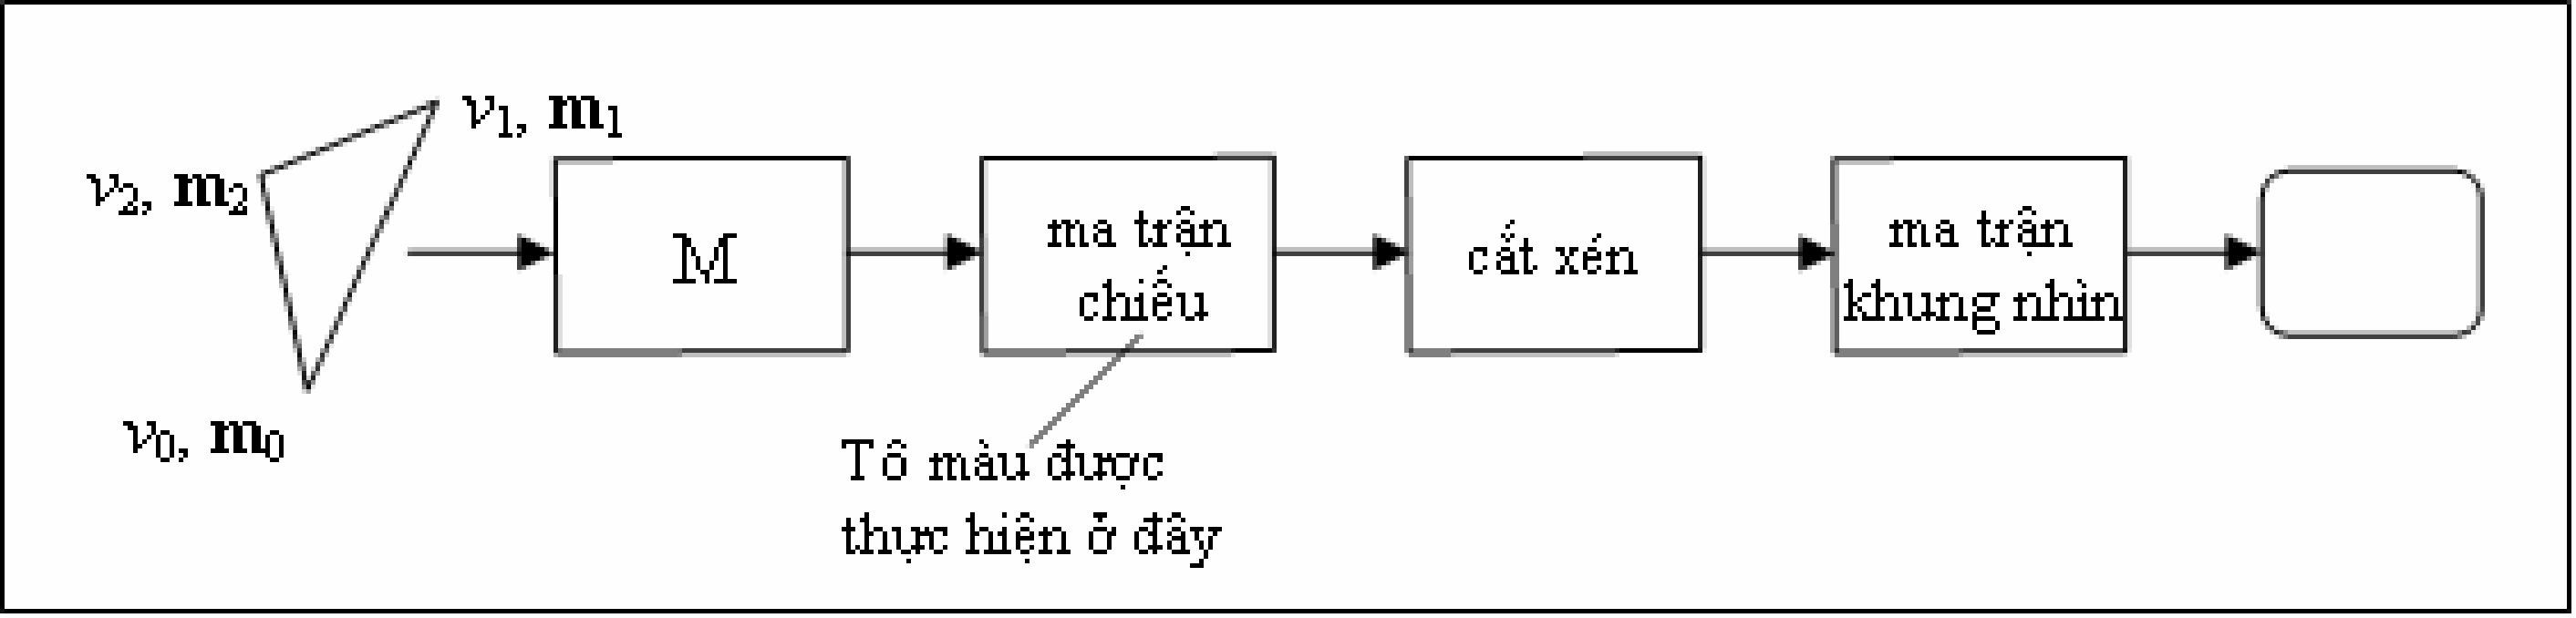 v1, m1
v2, m2
v0, m0
M
ma trận
chiếu
cắt xén
ma trận
khung nhìn
Tô màu được
thực hiện ở đây